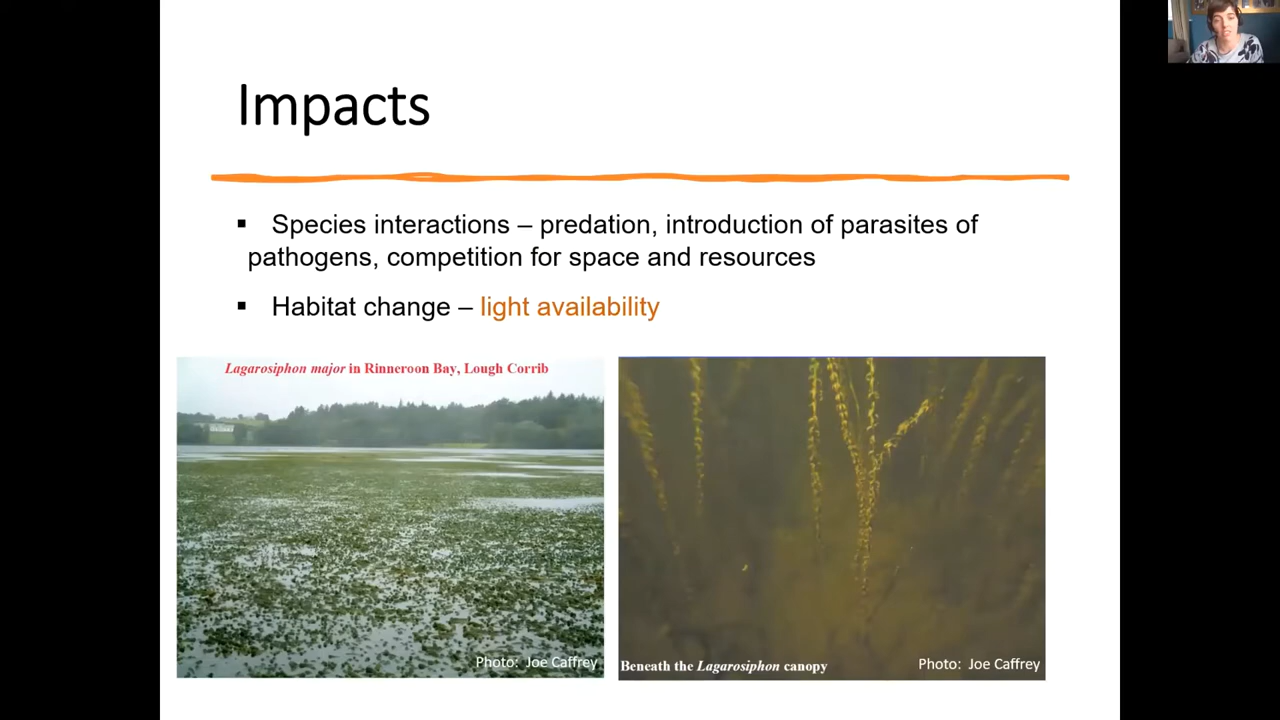 Impacts
▪ Species interactions – predation, introduction of parasites of
pathogens, competition for space and resources
▪ Habitat change – light availability
Lagarosiphon major in Rinneroon Bay, Lough Corrib
Photo: Joe Caffrey
Beneath the Lagarosiphon canopy
Photo: Joe Caffrey